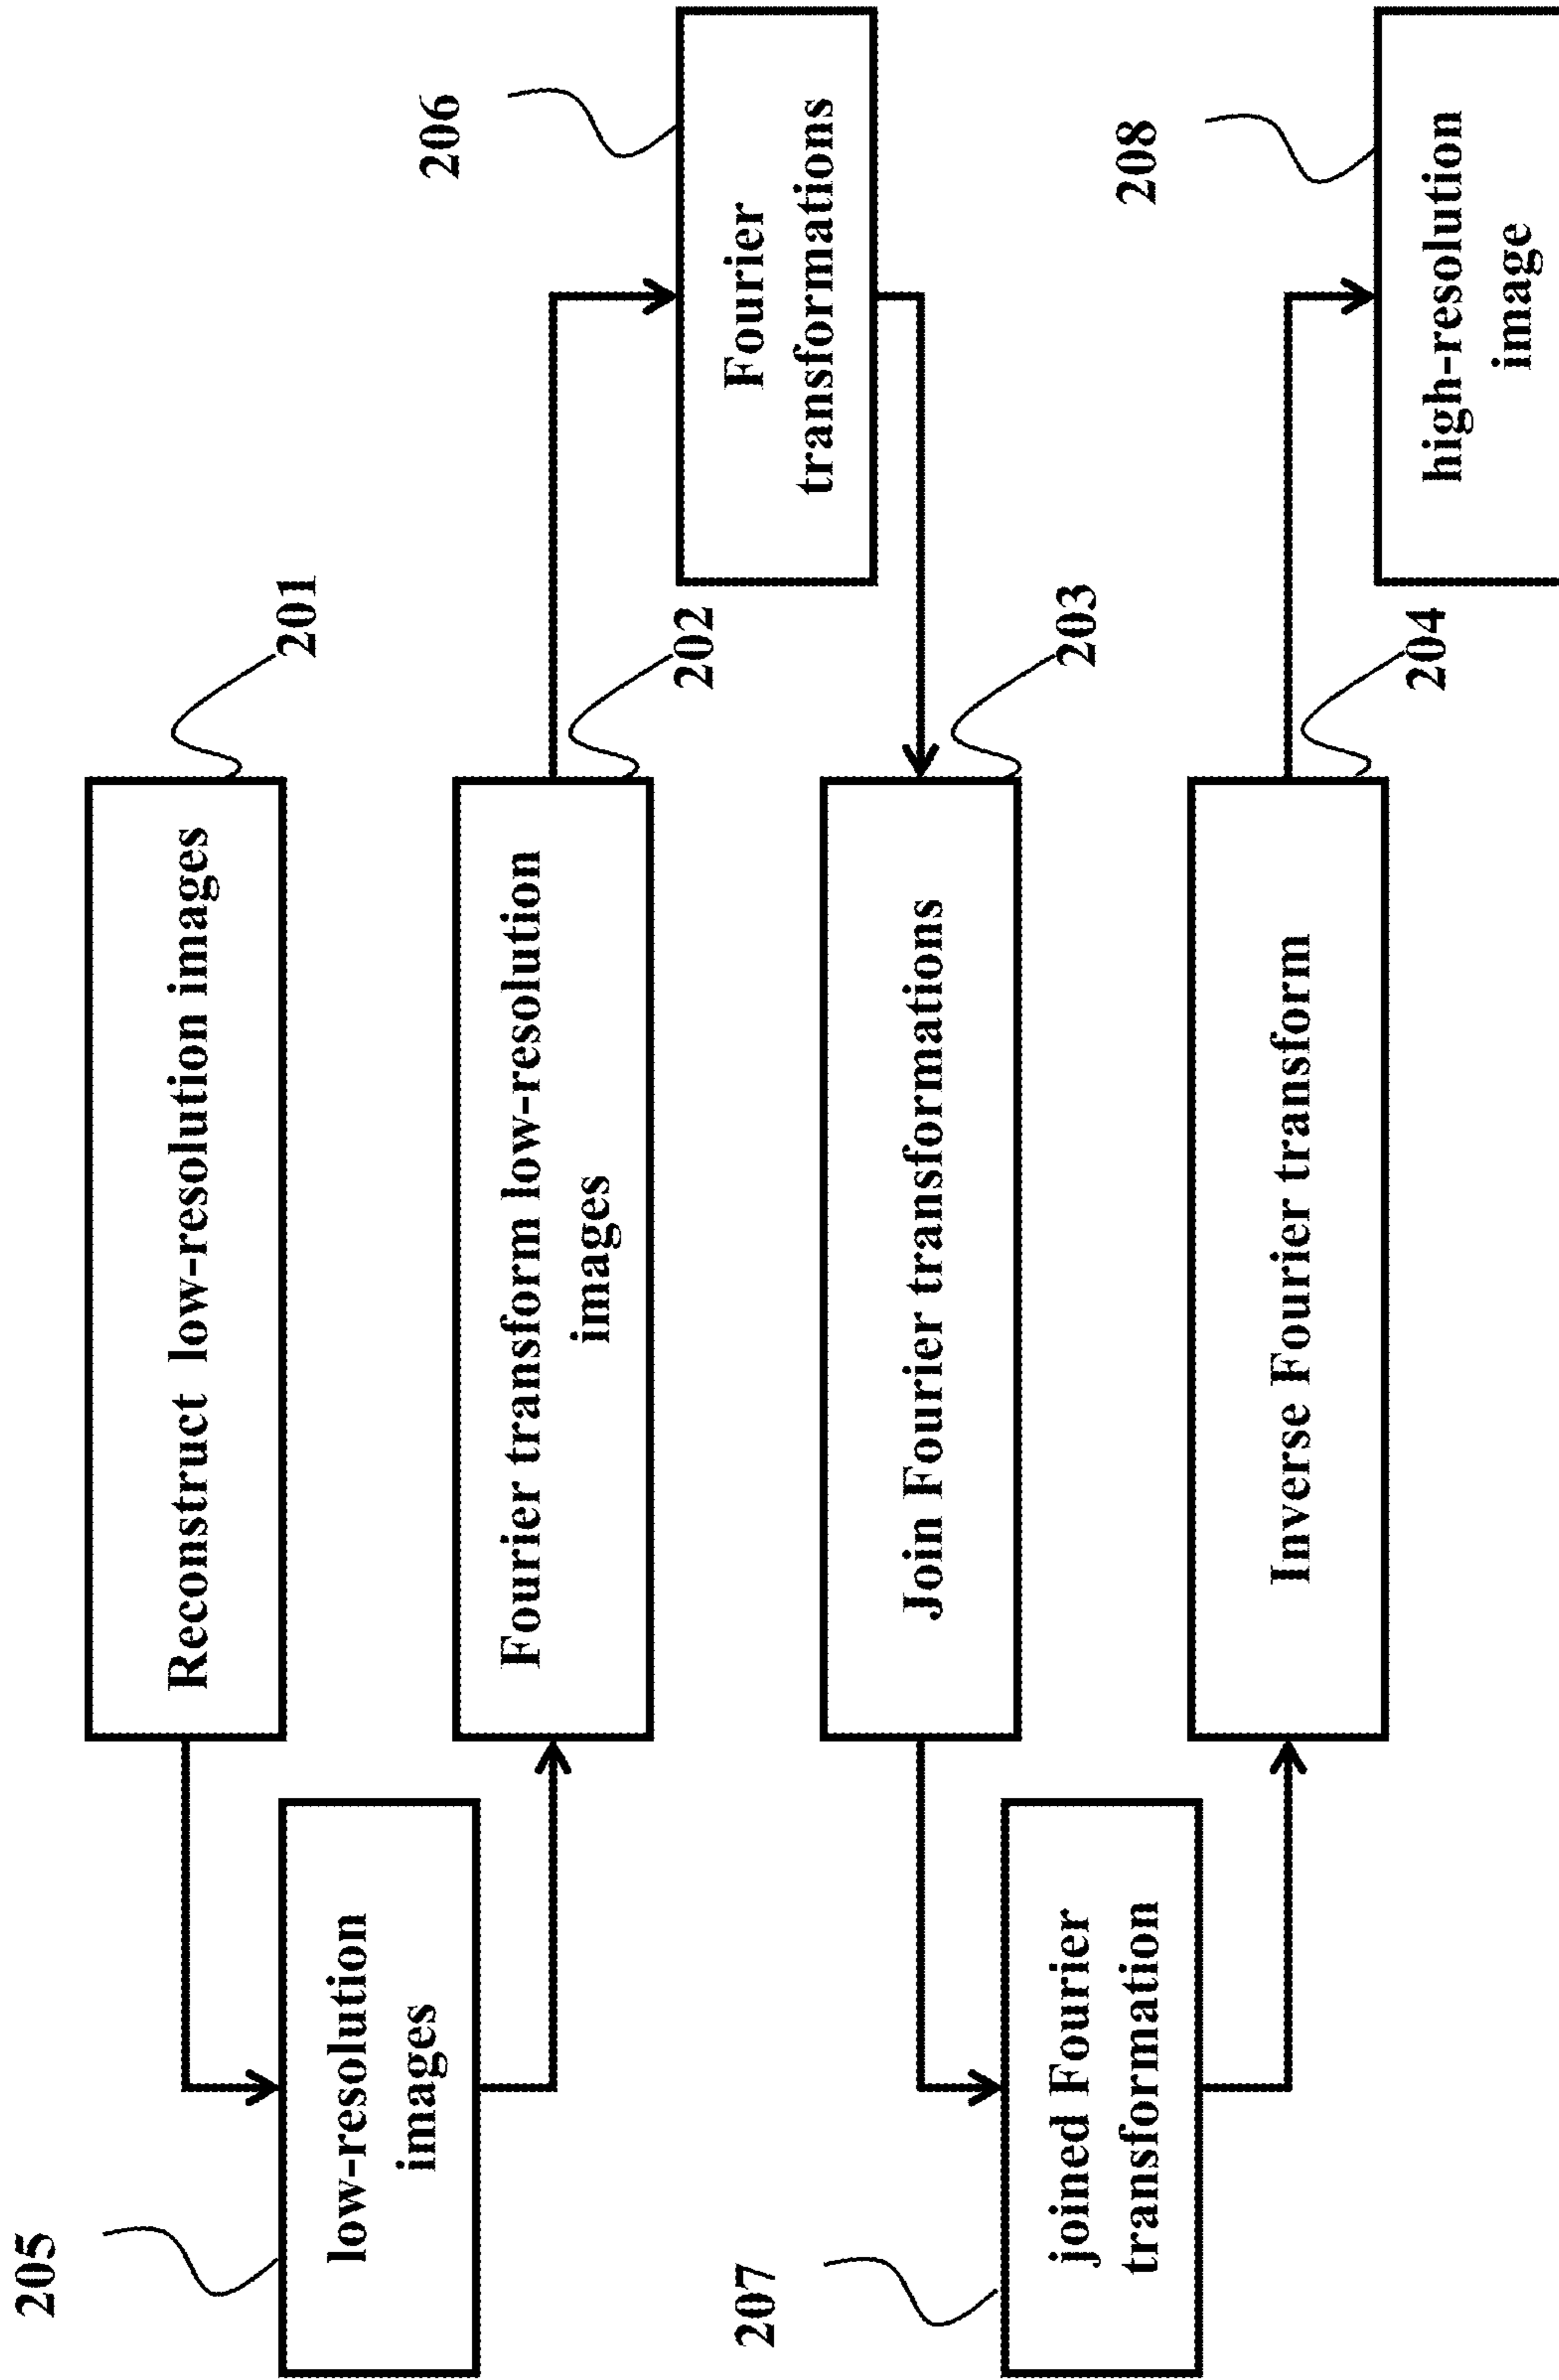 201
Reconstruct low-resolution images
205
low-resolution
images
202
Fourier transform low-resolution
images
206
Fourier
transformations
203
Join Fourier transformations
207
joined Fourier
transformation
204
Inverse Fourier transform
208
high-resolution
image